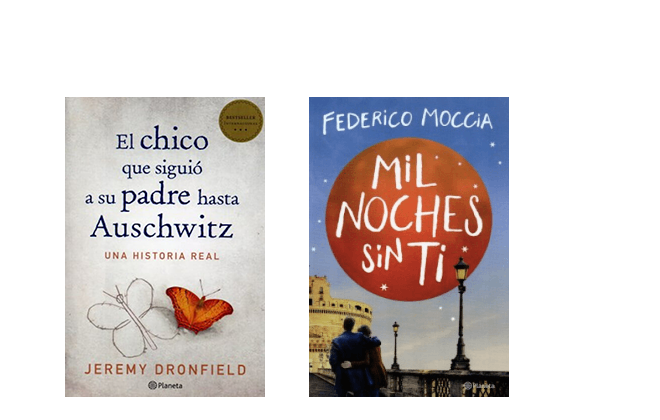 BESTSELLER
El chico
que siguió
a su padre hasta
Auschwitz
UNA HISTORIA REAL
JEREMY DRONFIELD
Planeta
FEDERICO MOCCIA
MIL
NOCHES
SIN TI
Planeta